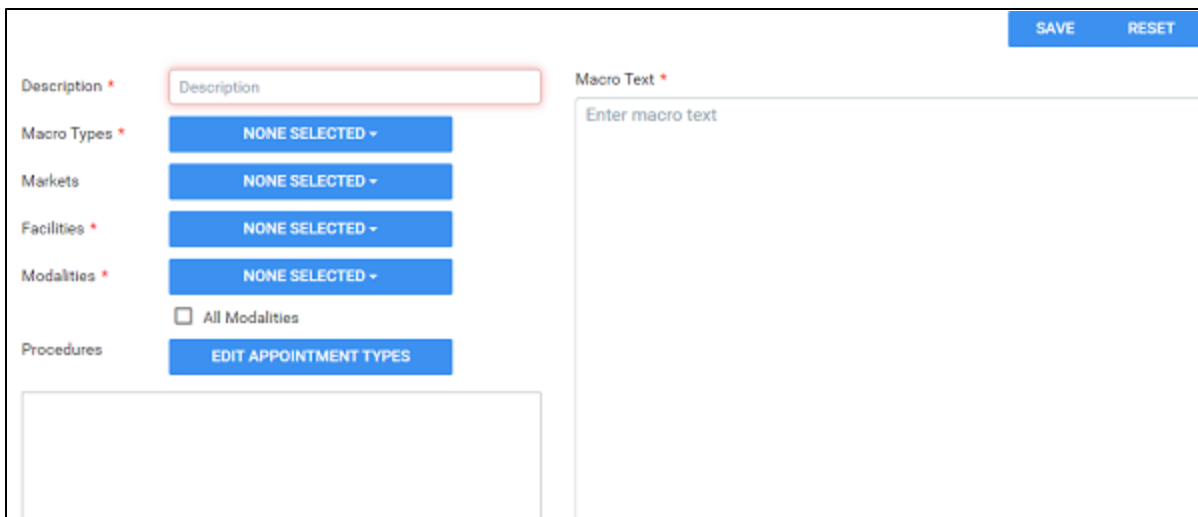 SAVE RESET
Description * Description
Macro Types * NONE SELECTED
Markets NONE SELECTED
Facilities * NONE SELECTED
Modalities * NONE SELECTED
All Modalities
Procedures EDIT APPOINTMENT TYPES
Macro Text *
Enter macro text